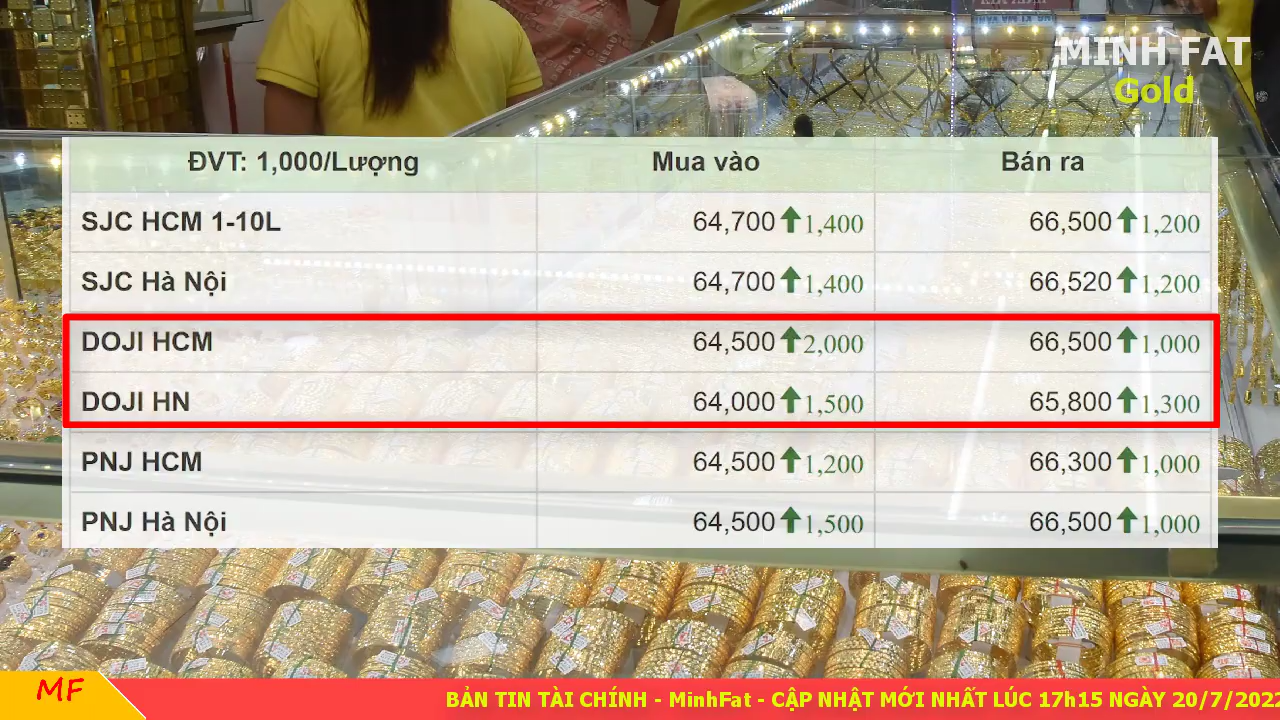 MINH FAT
Gold
ĐVT: 1,000/Lượng Mua vào Bán ra
SJC HCM 1-10L 64,700 1,400 66,500 1,200
SJC Hà Nội 64,700 1,400 66,520 1,200
DOJI HCM 64,500 2,000 66,500 1,000
DOJI HN 64,000 1,500 65,800 1,300
PNJ HCM 64,500 1,200 66,300 1,000
PNJ Hà Nội 64,500 1,500 66,500 1,000
MF BẢN TIN TÀI CHÍNH - MinhFat - CẬP NHẬT MỚI NHẤT LÚC 17h15 NGÀY 20/7/2022